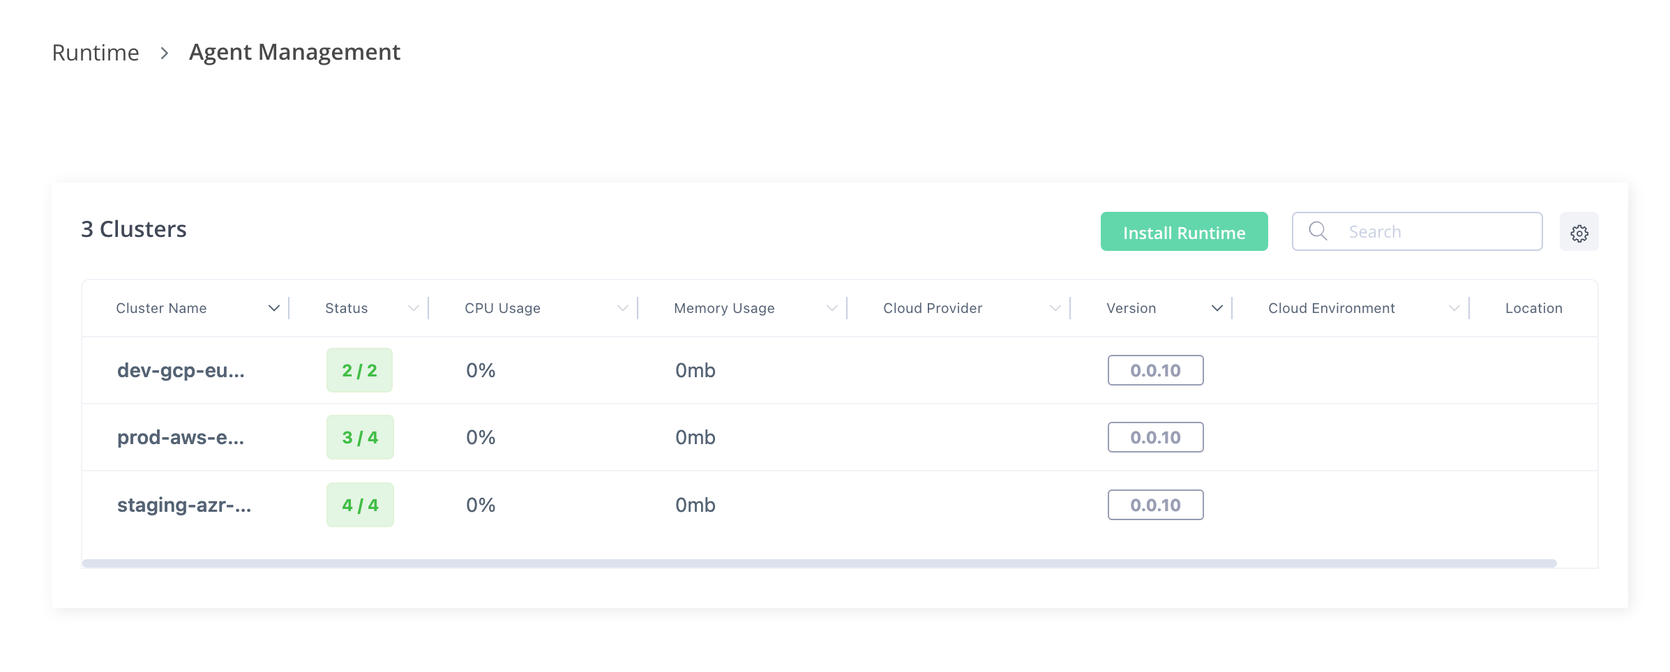 Runtime > Agent Management
3 Clusters
Install Runtime
Search
Cluster Name Status CPU Usage Memory Usage Cloud Provider Version Cloud Environment Location
dev-gcp-eu... 2 / 2 0% 0mb 0.0.10
prod-aws-e... 3 / 4 0% 0mb 0.0.10
staging-azr-... 4 / 4 0% 0mb 0.0.10